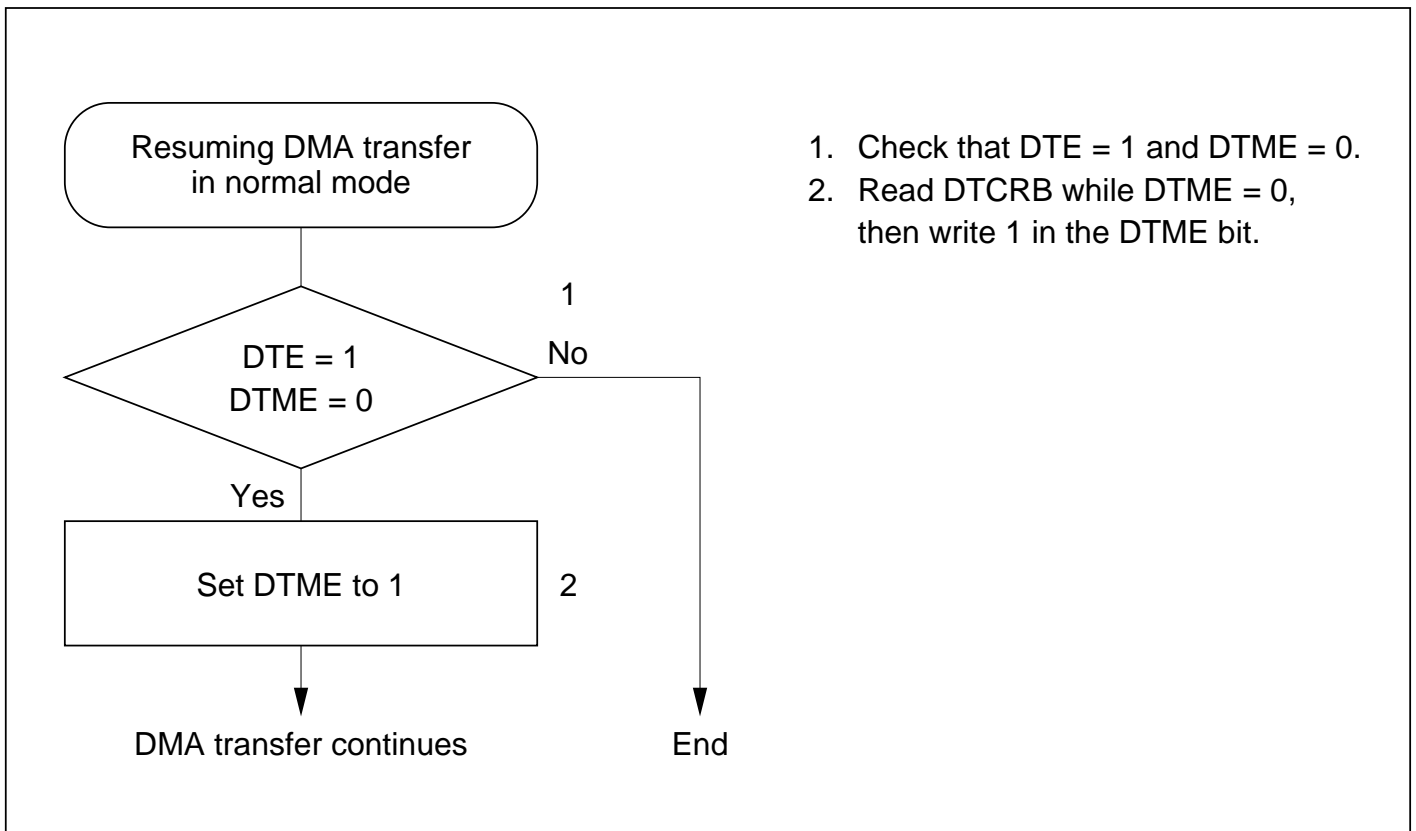 Resuming DMA transfer
in normal mode
1. Check that DTE = 1 and DTME = 0.
2. Read DTCRB while DTME = 0,
then write 1 in the DTME bit.
1
DTE = 1
DTME = 0
No
Yes
Set DTME to 1
2
DMA transfer continues
End